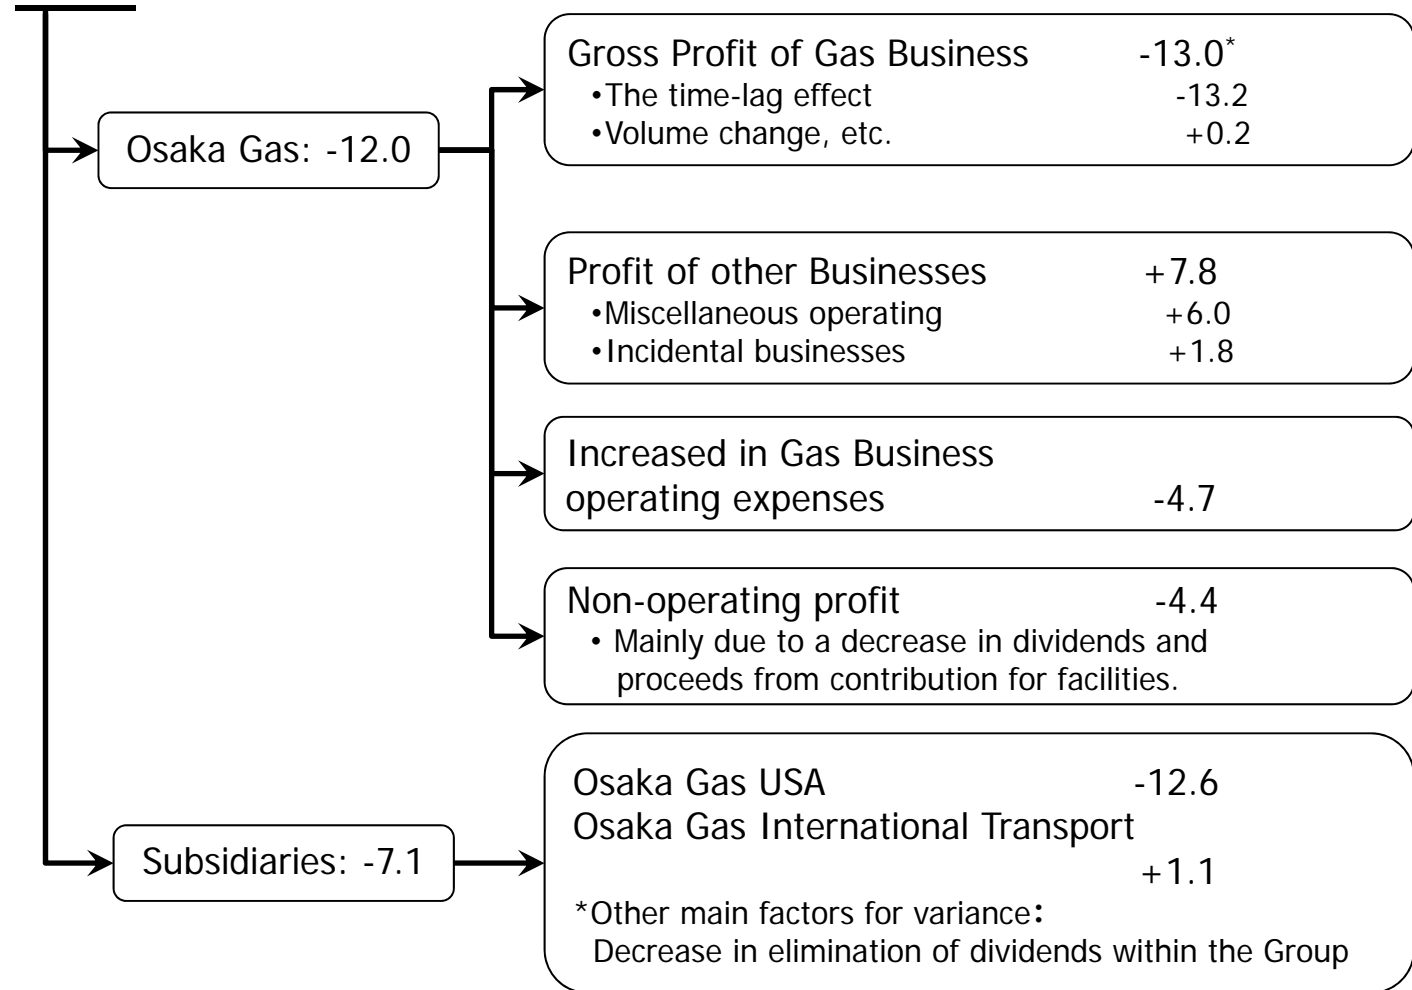 Gross Profit of Gas Business -13.0*
•The time-lag effect -13.2
•Volume change, etc. +0.2
Osaka Gas: -12.0
Profit of other Businesses +7.8
•Miscellaneous operating +6.0
•Incidental businesses +1.8
Increased in Gas Business
operating expenses -4.7
Non-operating profit -4.4
• Mainly due to a decrease in dividends and
proceeds from contribution for facilities.
Subsidiaries: -7.1
Osaka Gas USA -12.6
Osaka Gas International Transport
+1.1
*Other main factors for variance:
Decrease in elimination of dividends within the Group